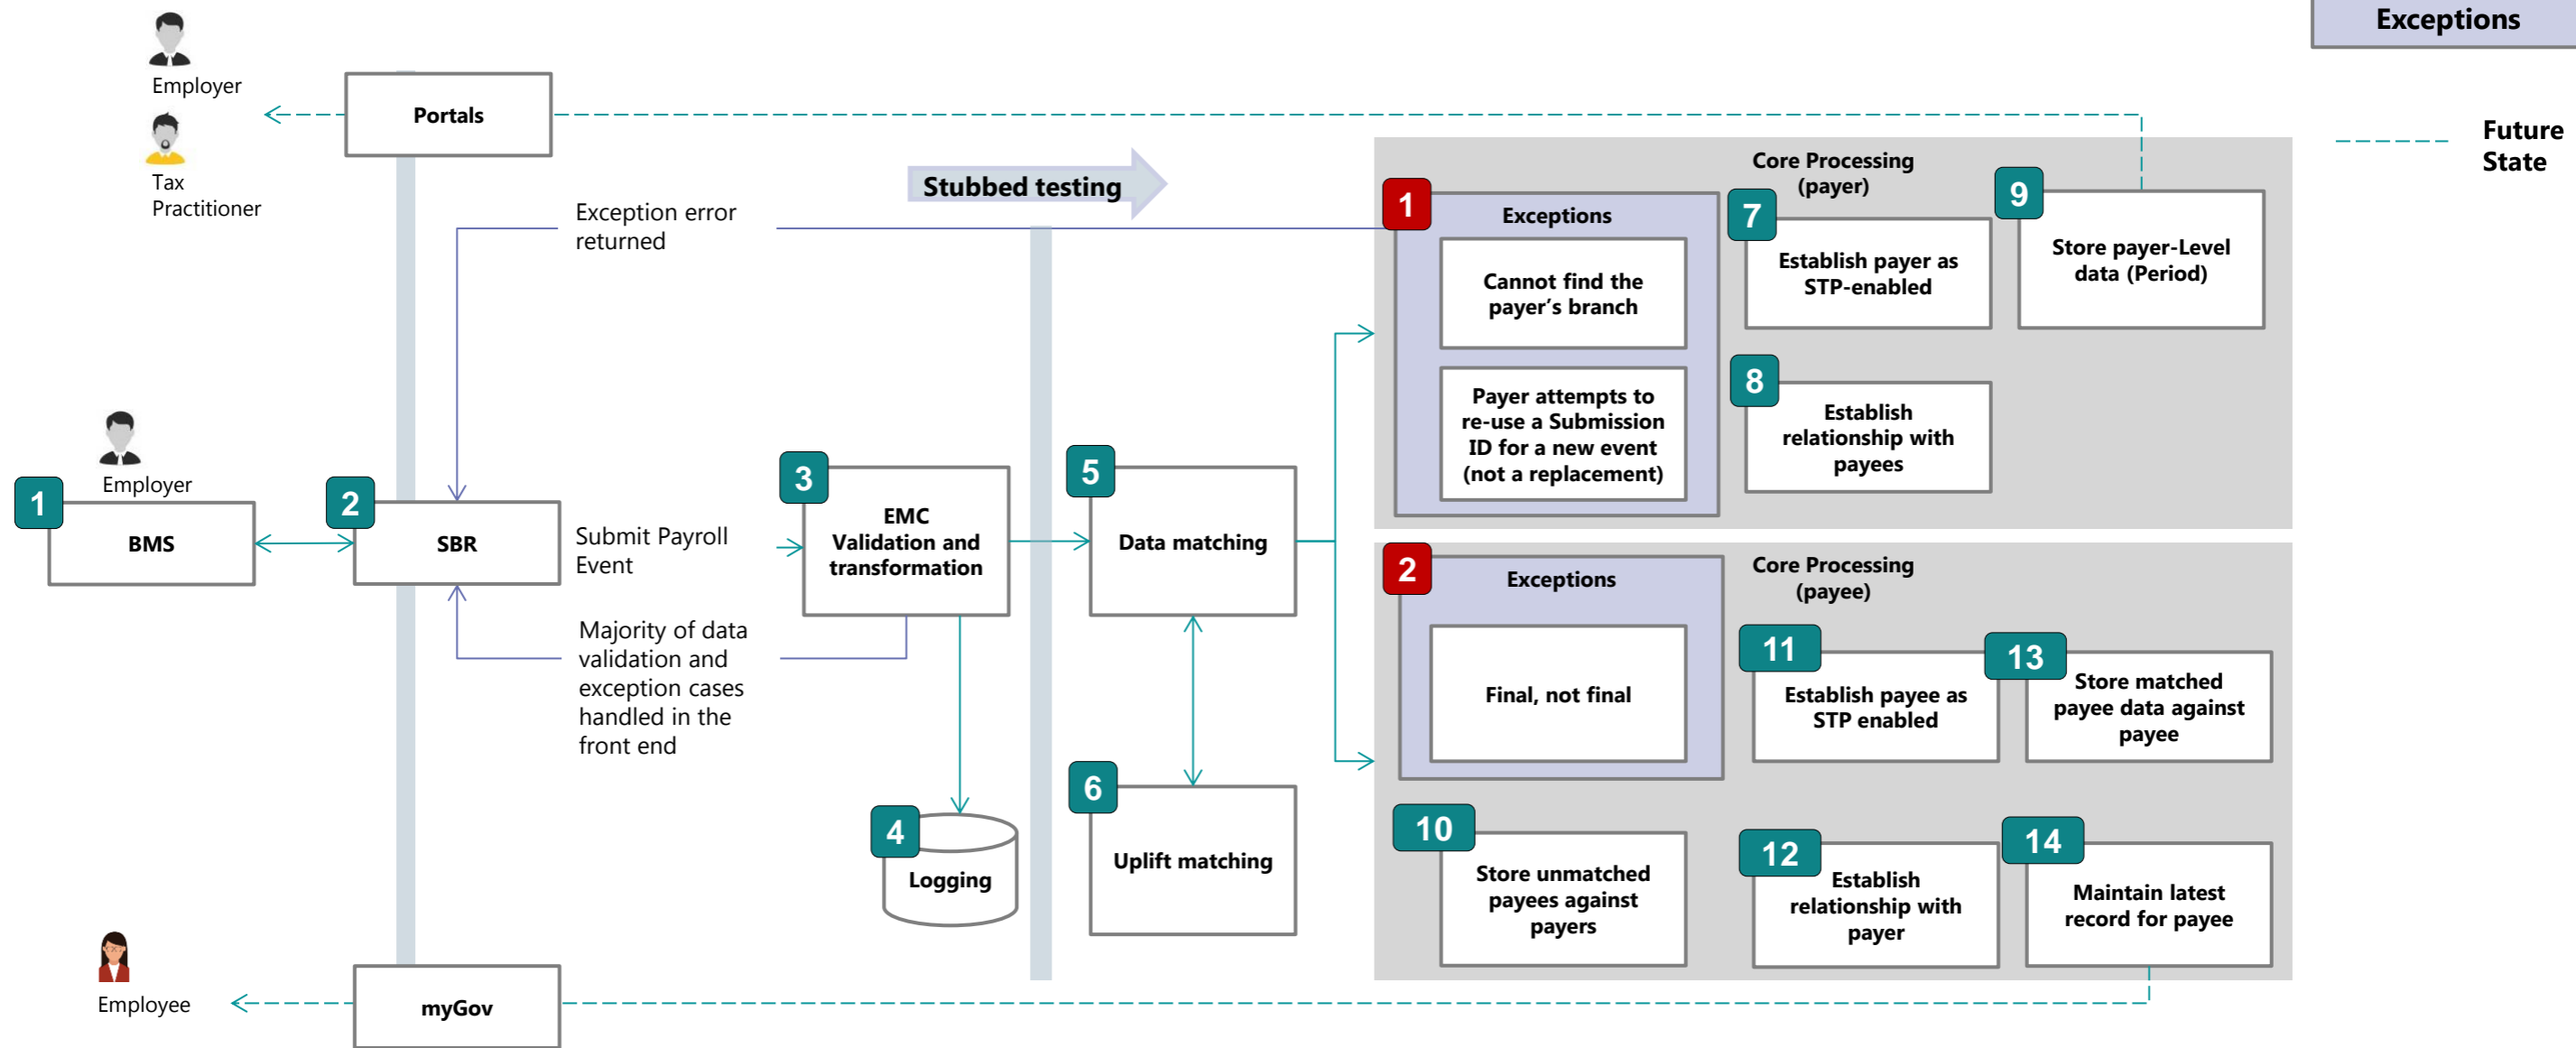 Exceptions
Employer
Tax
Practitioner
Portals
Future
State
Stubbed testing
Exception error
returned
Core Processing
(payer)
1
Exceptions
Cannot find the
payer's branch
Payer attempts to
re-use a Submission
ID for a new event
(not a replacement)
7
Establish payer as
STP-enabled
8
Establish
relationship with
payees
9
Store payer-Level
data (Period)
Employer
1
BMS
2
SBR
Submit Payroll
Event
3
EMC
Validation and
transformation
Majority of data
validation and
exception cases
handled in the
front end
4
Logging
5
Data matching
6
Uplift matching
Core Processing
(payee)
2
Exceptions
Final, not final
10
Store unmatched
payees against
payers
11
Establish payee as
STP enabled
12
Establish
relationship with
payer
13
Store matched
payee data against
payee
14
Maintain latest
record for payee
Employee
myGov